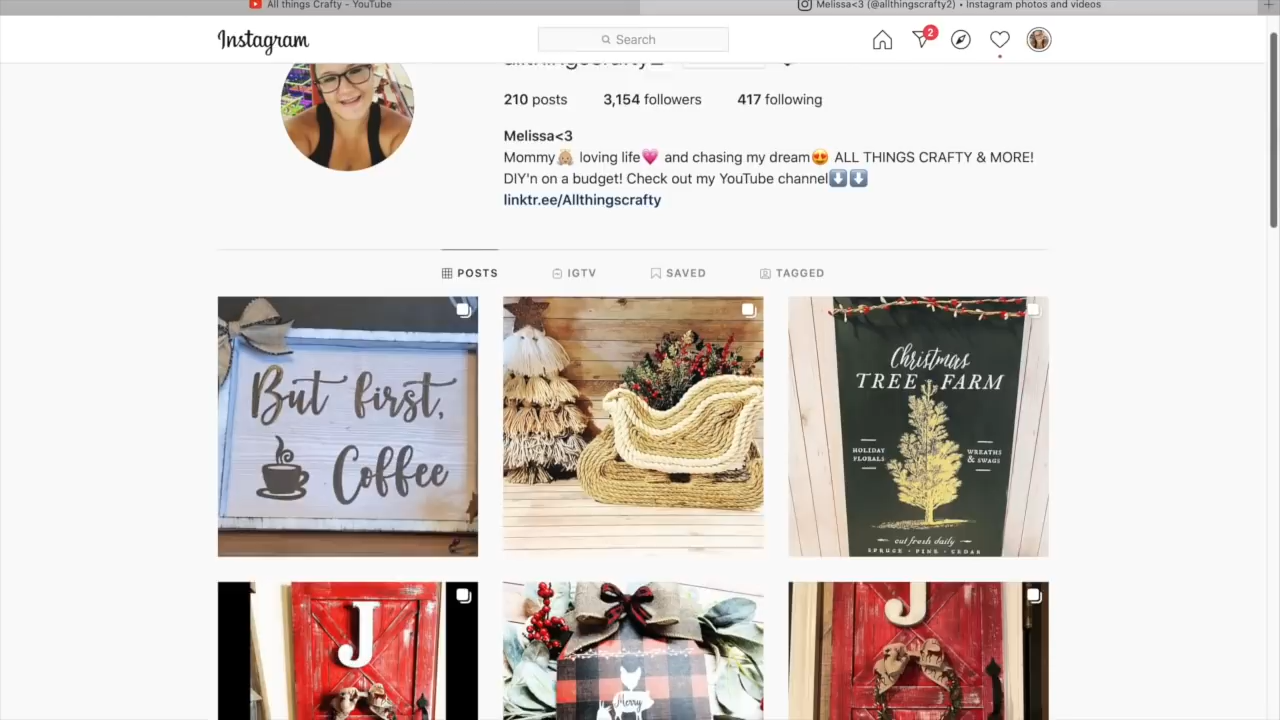 All things Crafty - YouTube
Melissa<3 (@allthingscrafty2) • Instagram photos and videos
Instagram
Search
2
allthingscrafty2
210 posts 3,154 followers 417 following
Melissa<3
Mommy👼🏼 loving life💗 and chasing my dream😍 ALL THINGS CRAFTY & MORE!
DIY'n on a budget! Check out my YouTube channel⬇️⬇️
linktr.ee/Allthingscrafty
POSTS IGTV SAVED TAGGED
But first,
Coffee
Christmas
TREE FARM
HOLIDAY
FLORALS
WREATHS
& SWAGS
cut fresh daily
SPRUCE • PINE • CEDAR
J
Merry
J